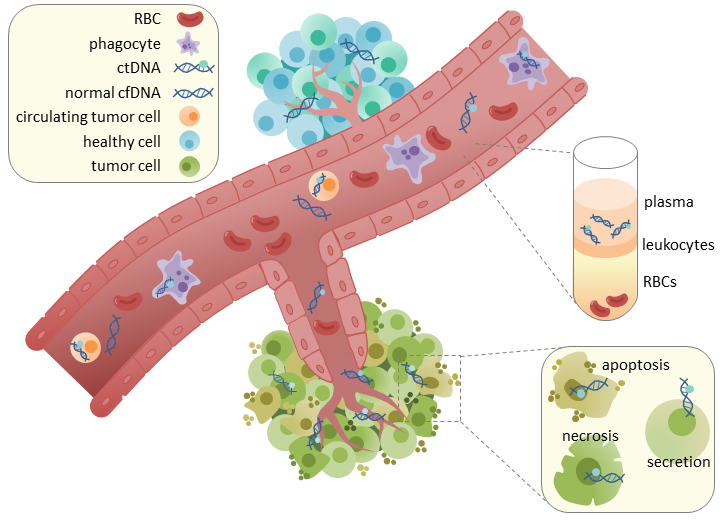 RBC
phagocyte
ctDNA
normal cfDNA
circulating tumor cell
healthy cell
tumor cell
plasma
leukocytes
RBCs
apoptosis
necrosis
secretion